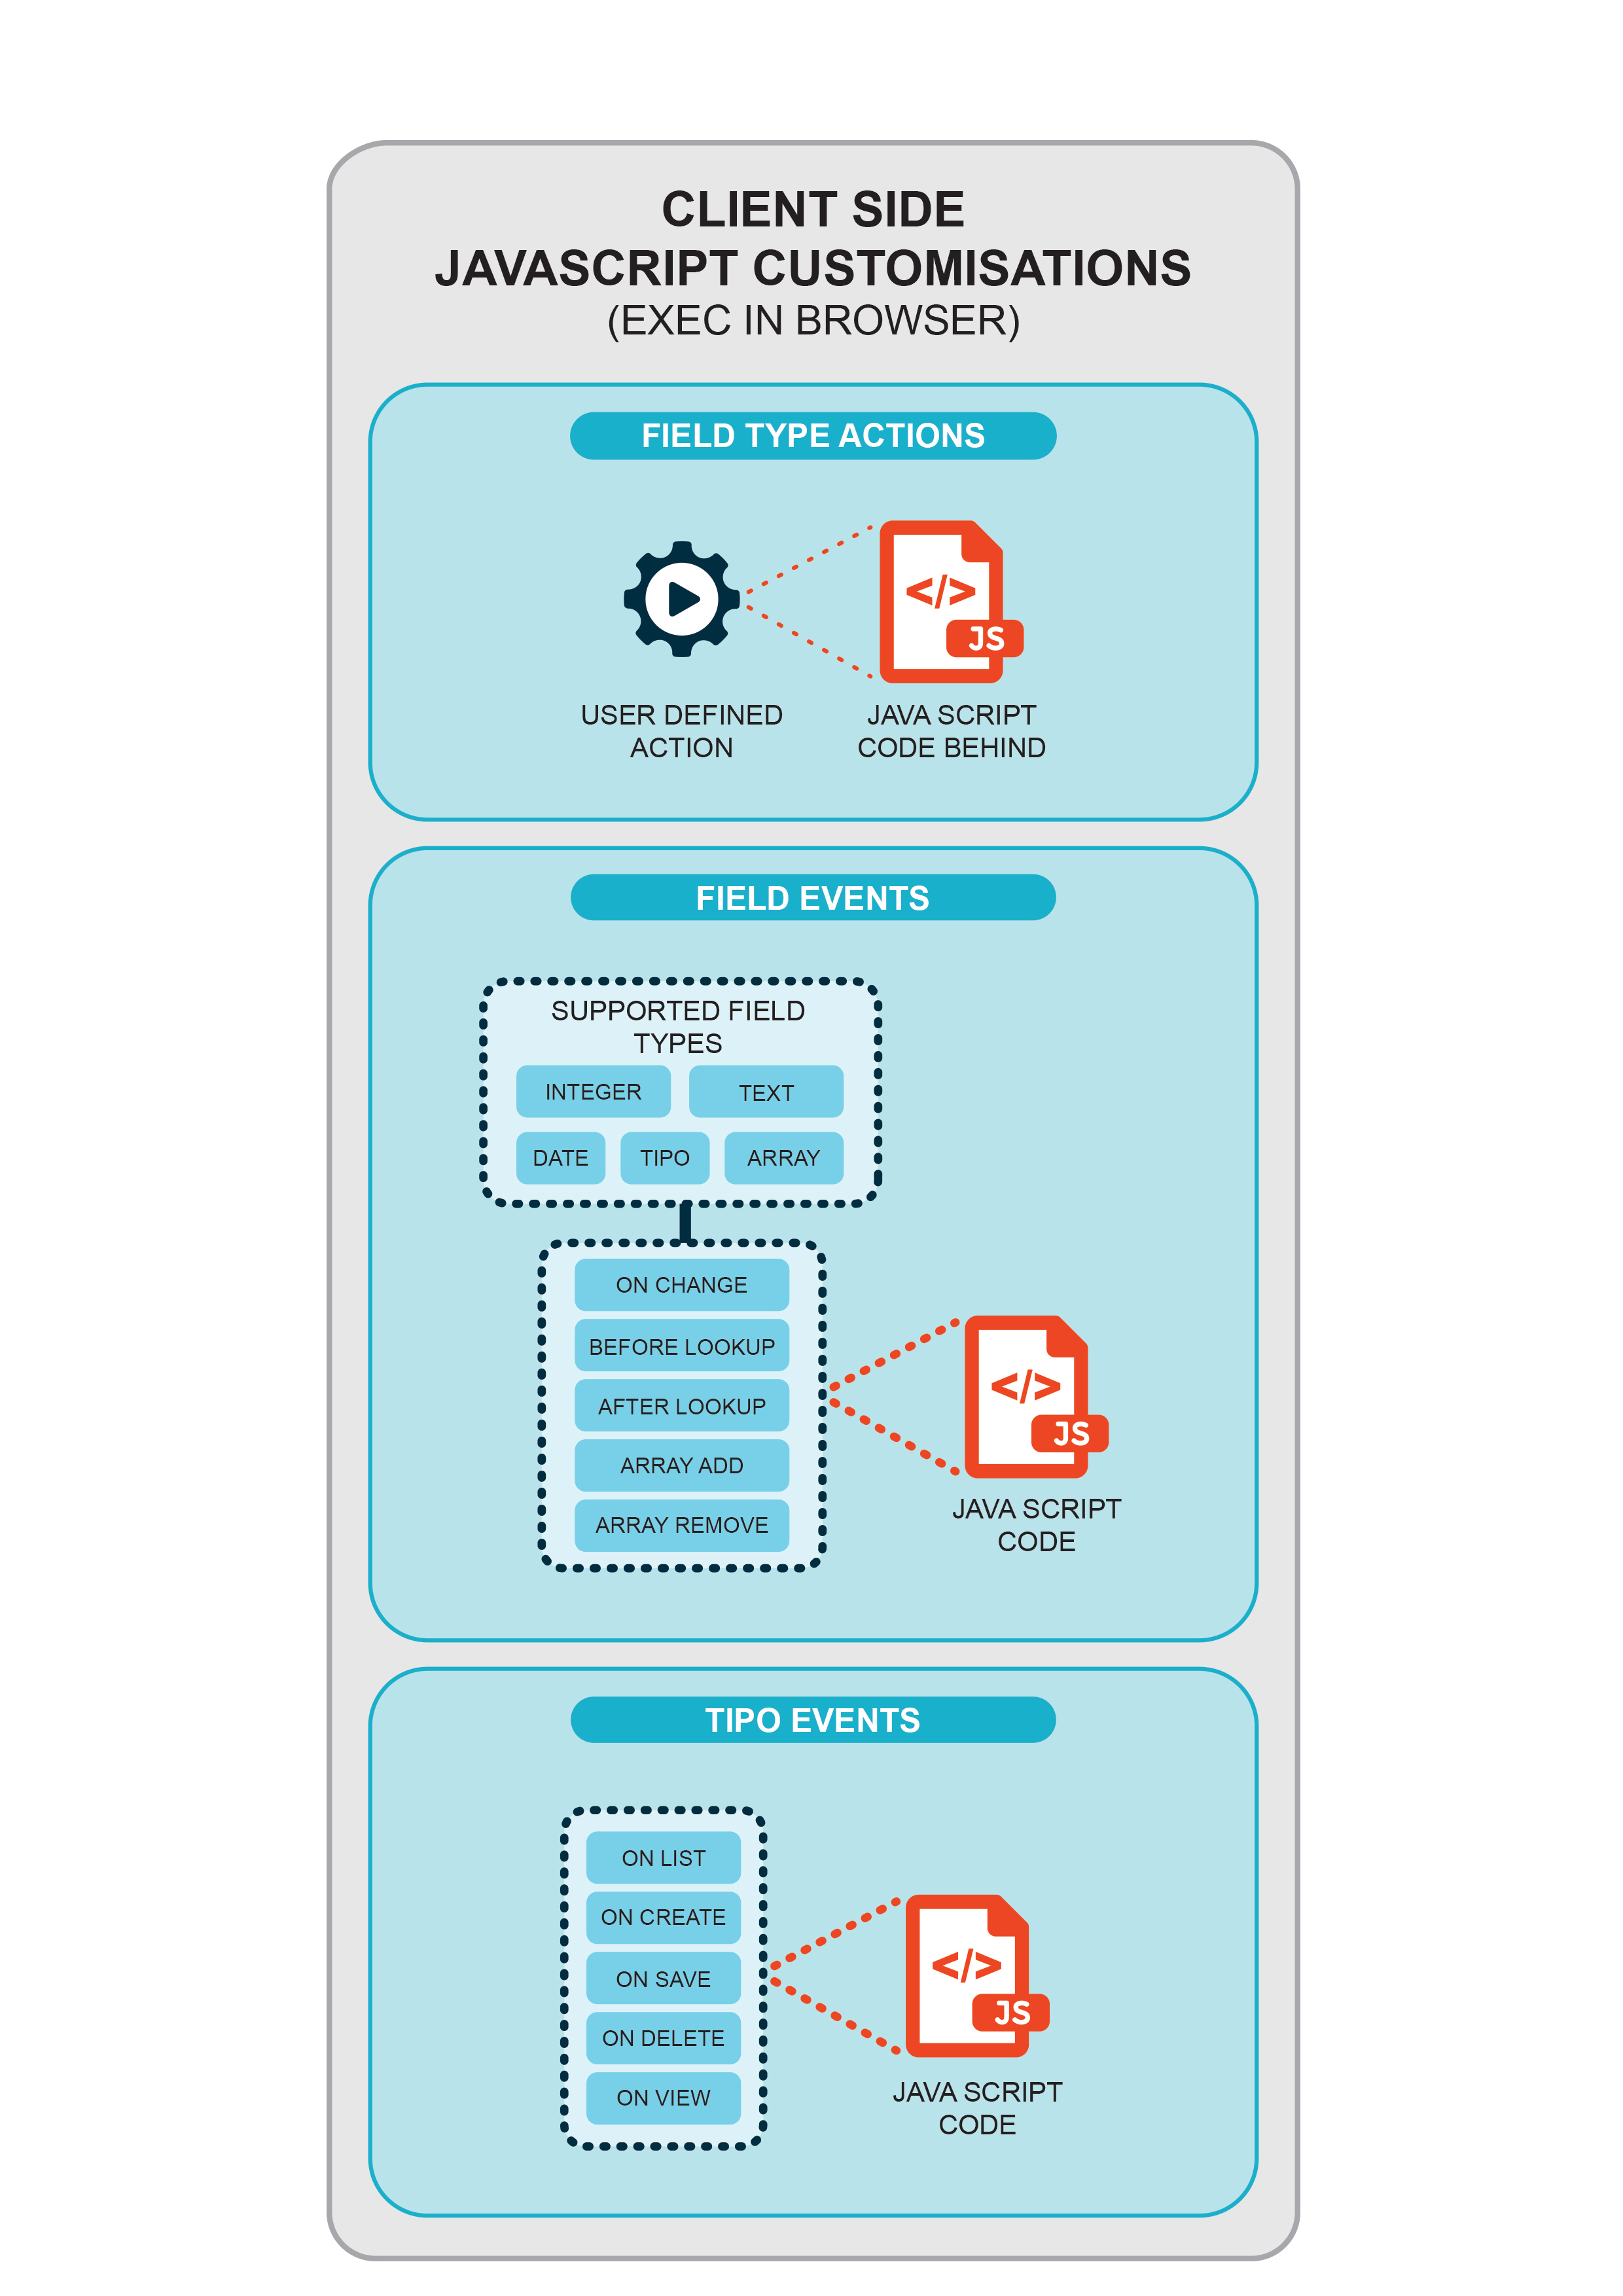 CLIENT SIDE
JAVASCRIPT CUSTOMISATIONS
(EXEC IN BROWSER)
FIELD TYPE ACTIONS
</>
JS
USER DEFINED
ACTION
JAVA SCRIPT
CODE BEHIND
FIELD EVENTS
SUPPORTED FIELD
TYPES
INTEGER
TEXT
DATE
TIPO
ARRAY
ON CHANGE
BEFORE LOOKUP
AFTER LOOKUP
ARRAY ADD
ARRAY REMOVE
</>
JS
JAVA SCRIPT
CODE
TIPO EVENTS
ON LIST
ON CREATE
ON SAVE
ON DELETE
ON VIEW
</>
JS
JAVA SCRIPT
CODE